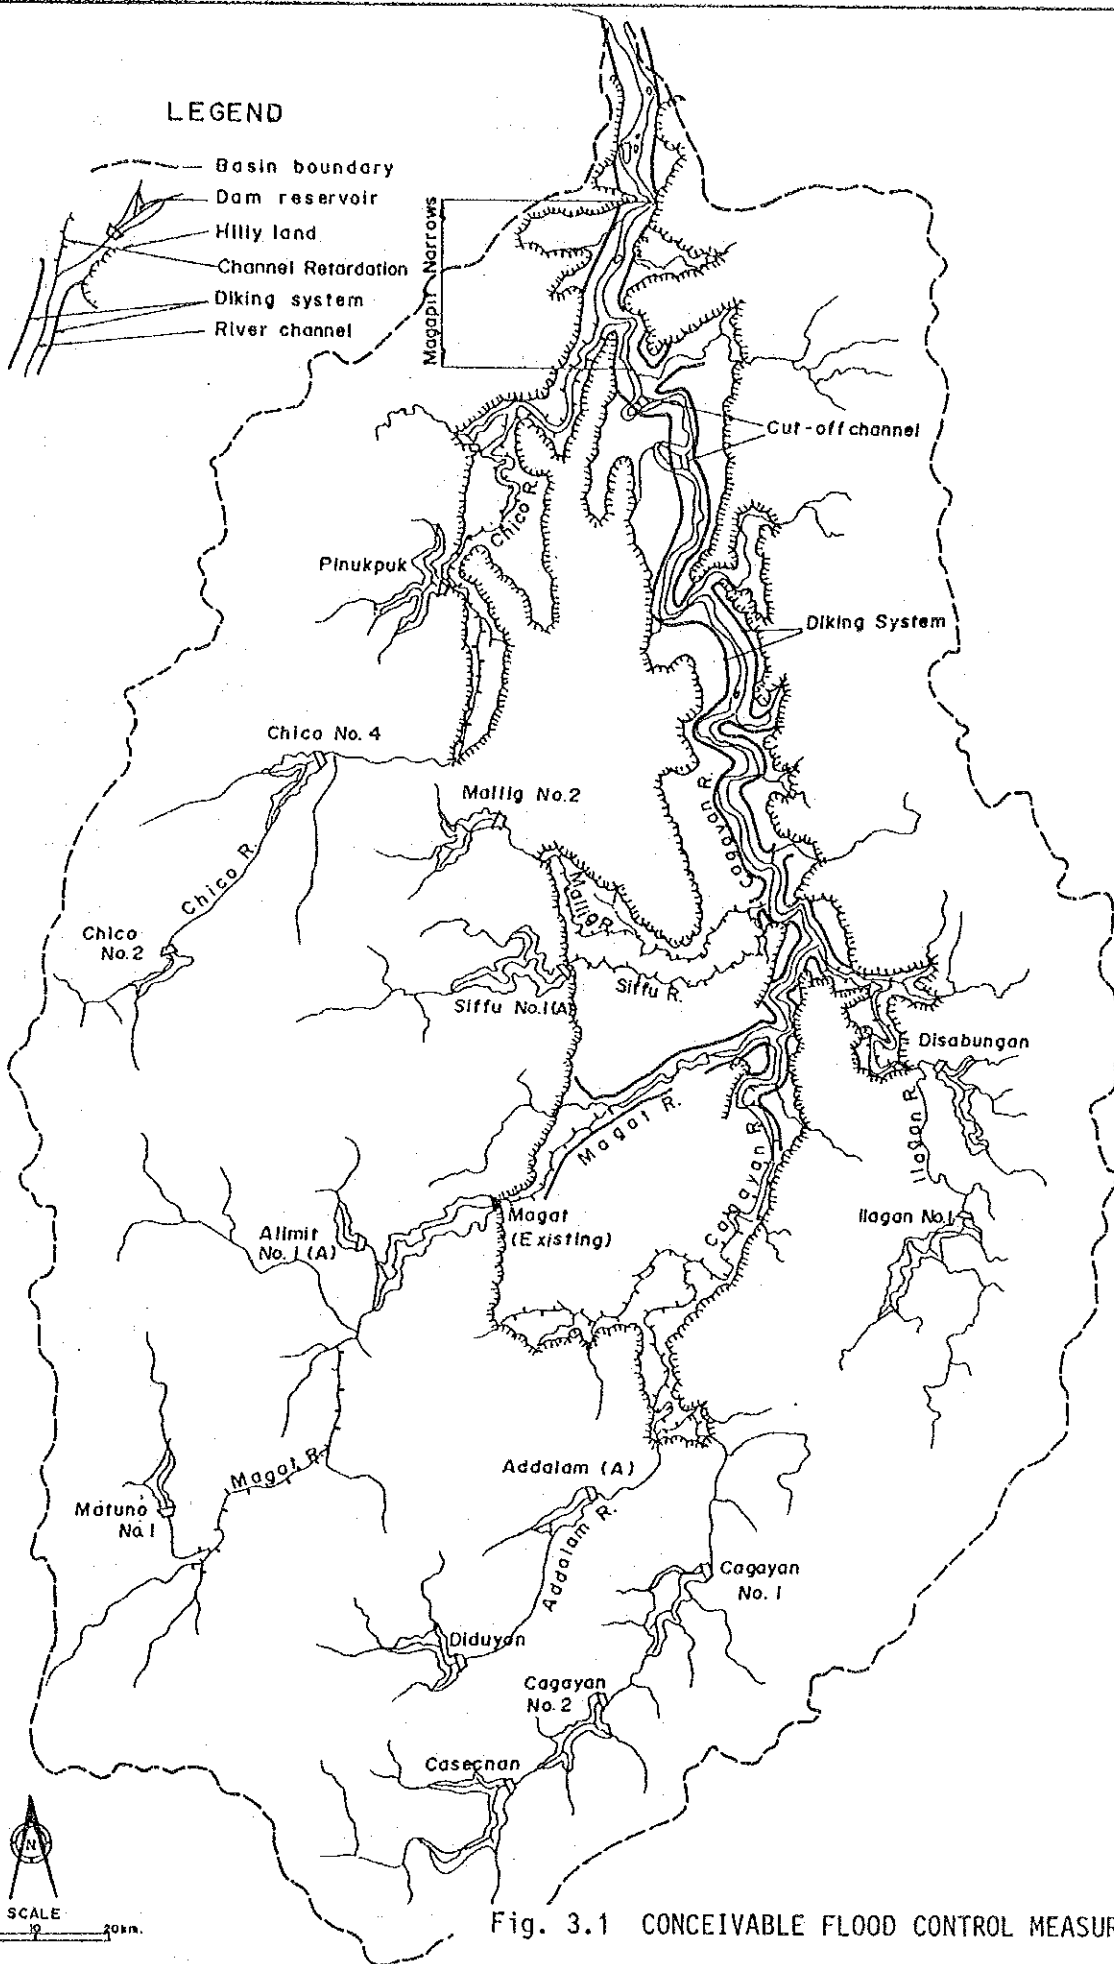 LEGEND
Basin boundary
Dam reservoir
Hilly land
Channel Retardation
Diking system
River channel
Magapit Narrows
Cut-off channel
Chico R.
Pinukpuk
Diking System
Chico No. 4
Mallig No.2
Cagayan R.
Chico R.
Mallig R.
Chico
No. 2
Siffu R.
Siffu No.1(A)
Disabungan
Magat R.
Ilagan R.
Cagayan R.
Magat
(Existing)
Alimit
No. 1 (A)
Ilagan No.1
Magat R.
Addalam (A)
Matuno
No.1
Addalam R.
Cagayan
No. 1
Diduyon
Cagayan
No. 2
Casecnan
N
SCALE
10 20km.
Fig. 3.1 CONCEIVABLE FLOOD CONTROL MEASUR